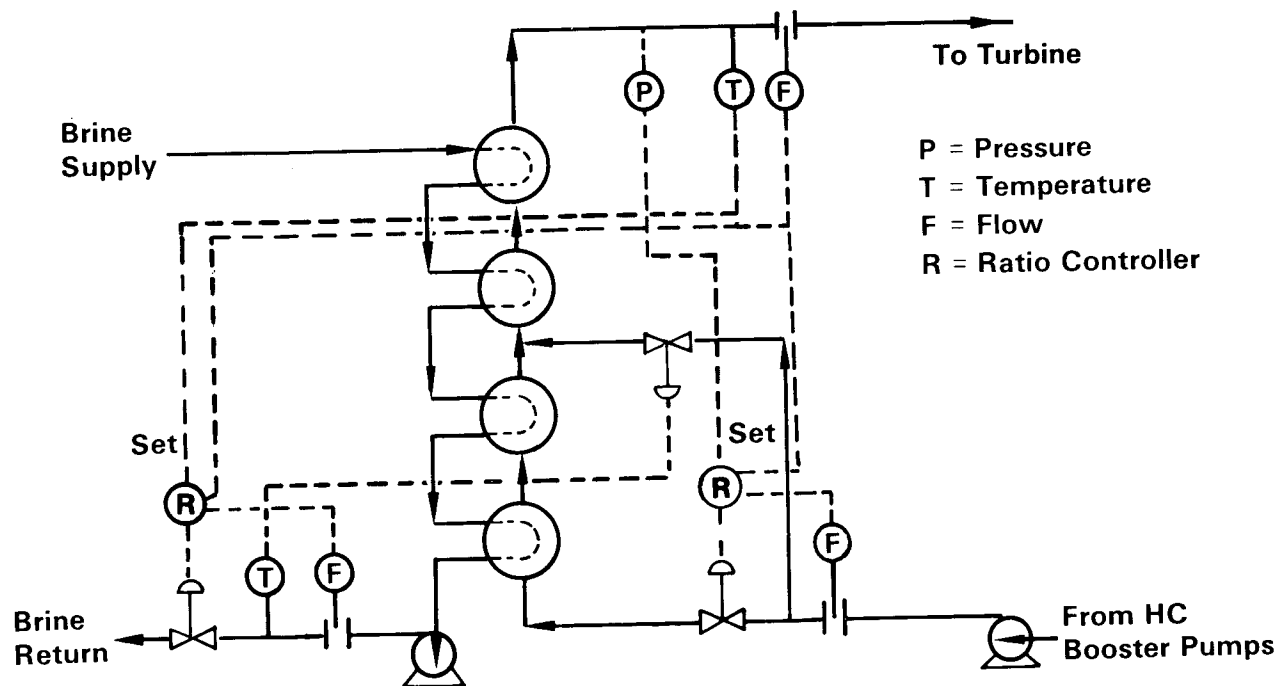 To Turbine
P
T
F
Brine
Supply
P = Pressure
T = Temperature
F = Flow
R = Ratio Controller
Set
Set
R
R
F
T
F
Brine
Return
From HC
Booster Pumps